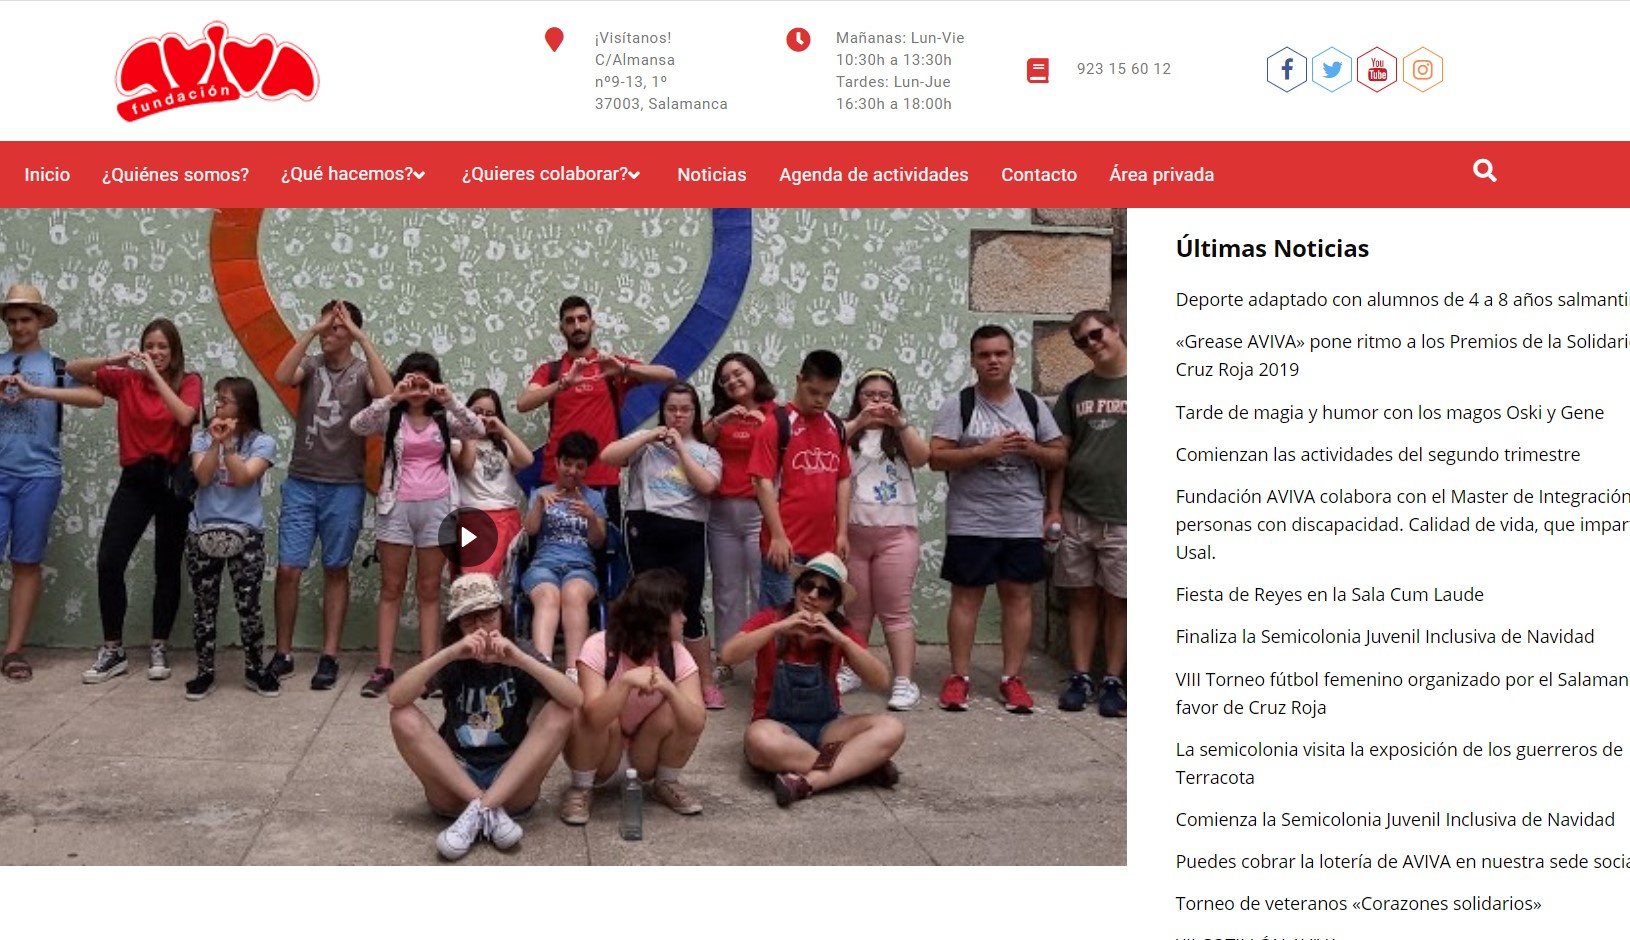 AVIVA
fundación
¡Visítanos!
C/Almansa
nº9-13, 1º
37003, Salamanca
Mañanas: Lun-Vie
10:30h a 13:30h
Tardes: Lun-Jue
16:30h a 18:00h
923 15 60 12
You
Tube
Inicio ¿Quiénes somos? ¿Qué hacemos? ¿Quieres colaborar? Noticias Agenda de actividades Contacto Área privada
AIR FORC
Últimas Noticias
Deporte adaptado con alumnos de 4 a 8 años salmanti
«Grease AVIVA» pone ritmo a los Premios de la Solidari
Cruz Roja 2019
Tarde de magia y humor con los magos Oski y Gene
Comienzan las actividades del segundo trimestre
Fundación AVIVA colabora con el Master de Integración
personas con discapacidad. Calidad de vida, que impar
Usal.
Fiesta de Reyes en la Sala Cum Laude
Finaliza la Semicolonia Juvenil Inclusiva de Navidad
VIII Torneo fútbol femenino organizado por el Salaman
favor de Cruz Roja
La semicolonia visita la exposición de los guerreros de
Terracota
Comienza la Semicolonia Juvenil Inclusiva de Navidad
Puedes cobrar la lotería de AVIVA en nuestra sede socia
Torneo de veteranos «Corazones solidarios»